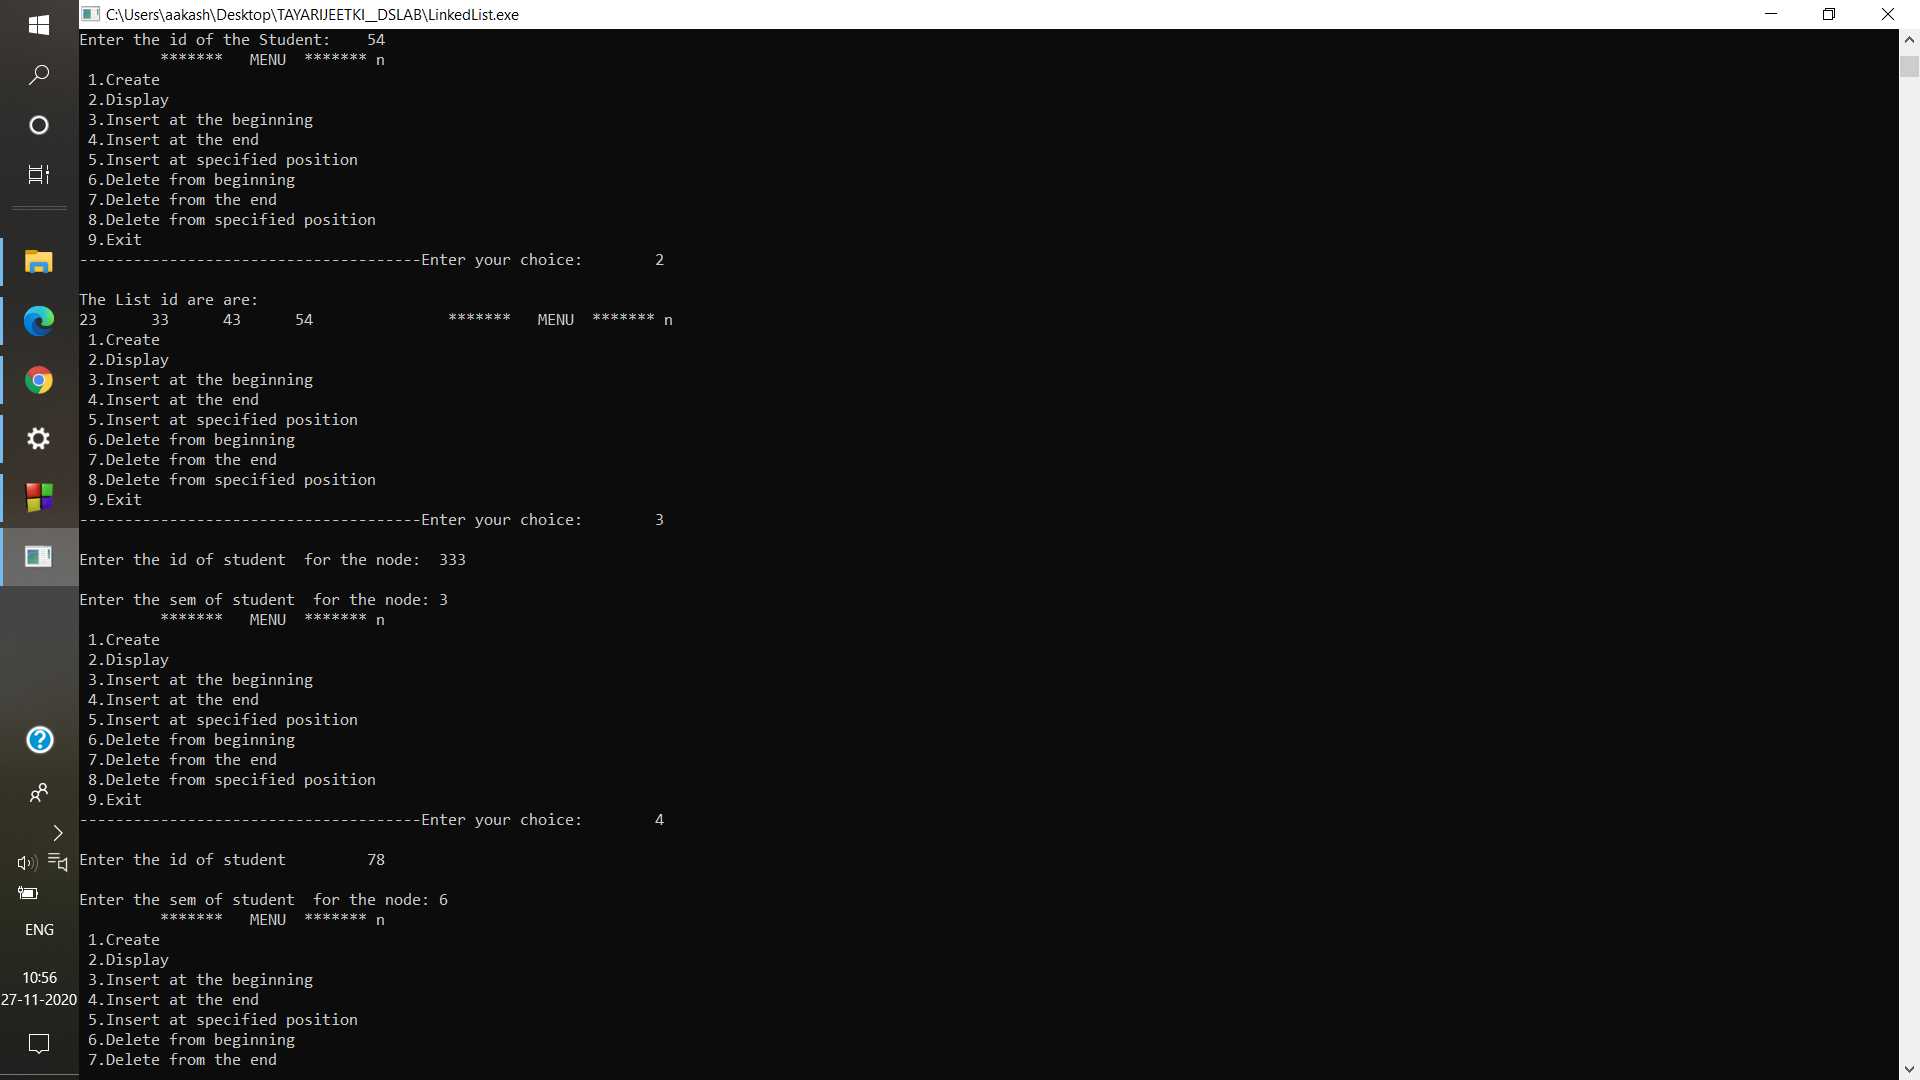 C:\Users\aakash\Desktop\TAYARIJEETKI__DSLAB\LinkedList.exe
Enter the id of the Student:    54
         *******   MENU  ******* n
 1.Create
 2.Display
 3.Insert at the beginning
 4.Insert at the end
 5.Insert at specified position
 6.Delete from beginning
 7.Delete from the end
 8.Delete from specified position
 9.Exit
--------------------------------------Enter your choice:        2
The List id are are:
23      33      43      54               *******   MENU  ******* n
 1.Create
 2.Display
 3.Insert at the beginning
 4.Insert at the end
 5.Insert at specified position
 6.Delete from beginning
 7.Delete from the end
 8.Delete from specified position
 9.Exit
--------------------------------------Enter your choice:        3
Enter the id of student  for the node:  333
Enter the sem of student  for the node: 3
         *******   MENU  ******* n
 1.Create
 2.Display
 3.Insert at the beginning
 4.Insert at the end
 5.Insert at specified position
 6.Delete from beginning
 7.Delete from the end
 8.Delete from specified position
 9.Exit
--------------------------------------Enter your choice:        4
Enter the id of student         78
Enter the sem of student  for the node: 6
         *******   MENU  ******* n
 1.Create
 2.Display
 3.Insert at the beginning
 4.Insert at the end
 5.Insert at specified position
 6.Delete from beginning
 7.Delete from the end
ENG
10:56
27-11-2020